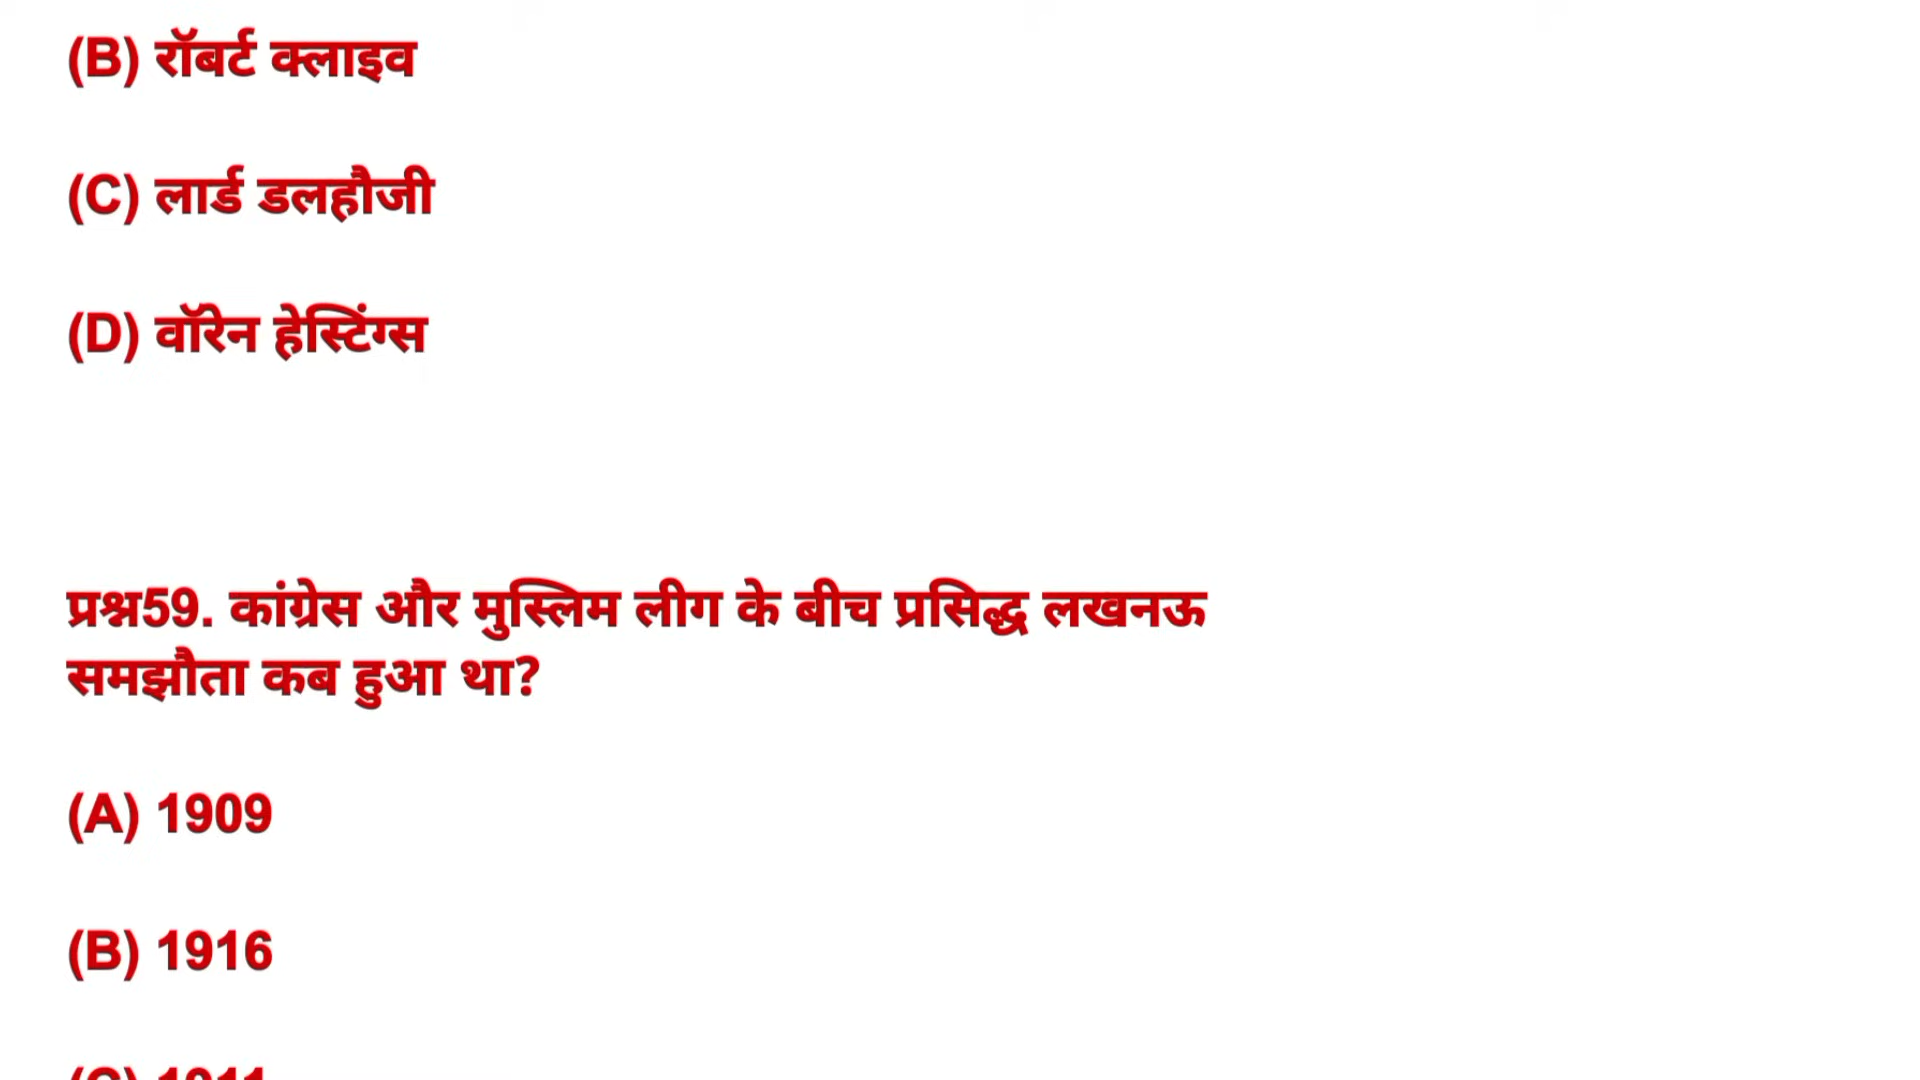 (B) रॉबर्ट क्लाइव
(C) लार्ड डलहौजी
(D) वॉरेन हेस्टिंग्स
प्रश्न59. कांग्रेस और मुस्लिम लीग के बीच प्रसिद्ध लखनऊ
समझौता कब हुआ था?
(A) 1909
(B) 1916